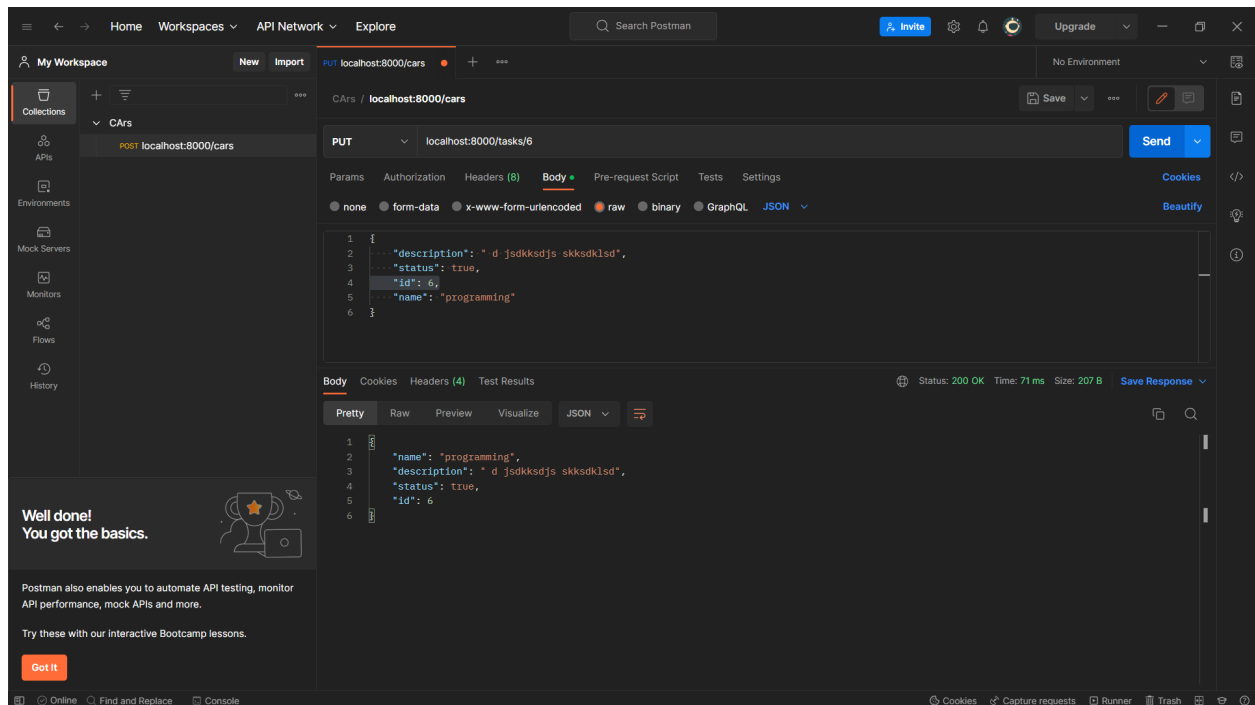 Home Workspaces API Network Explore Search Postman Invite Upgrade
My Workspace New Import PUT localhost:8000/cars No Environment
Collections
APIs
Environments
Mock Servers
Monitors
Flows
History
CArs
POST localhost:8000/cars
CArs / localhost:8000/cars Save
PUT localhost:8000/tasks/6 Send
Params Authorization Headers (8) Body Pre-request Script Tests Settings Cookies
none form-data x-www-form-urlencoded raw binary GraphQL JSON Beautify
1 {
2 "description": " d jsdkksdjs skksdklsd",
3 "status": true,
4 "id": 6,
5 "name": "programming"
6 }
Body Cookies Headers (4) Test Results Status: 200 OK Time: 71 ms Size: 207 B Save Response
Pretty Raw Preview Visualize JSON
1 {
2 "name": "programming",
3 "description": " d jsdkksdjs skksdklsd",
4 "status": true,
5 "id": 6
6 }
Well done!
You got the basics.
Postman also enables you to automate API testing, monitor
API performance, mock APIs and more.
Try these with our interactive Bootcamp lessons.
Got It
Online Find and Replace Console Cookies Capture requests Runner Trash